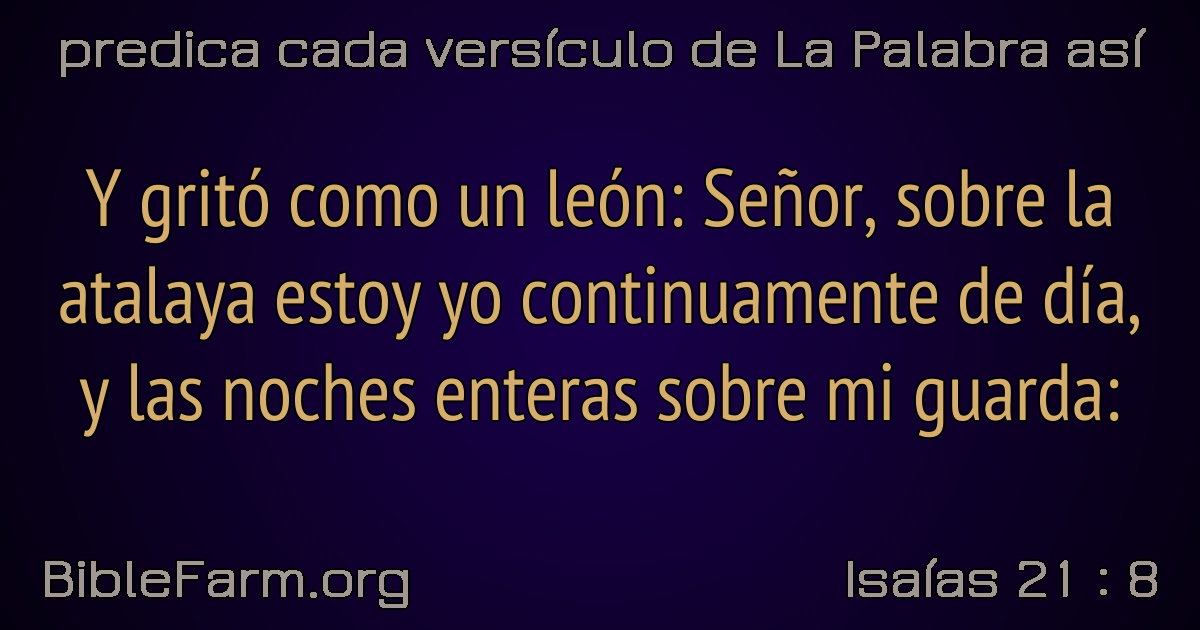 predica cada versículo de La Palabra así
Y gritó como un león: Señor, sobre la
atalaya estoy yo continuamente de día,
y las noches enteras sobre mi guarda:
BibleFarm.org
Isaías 21 : 8